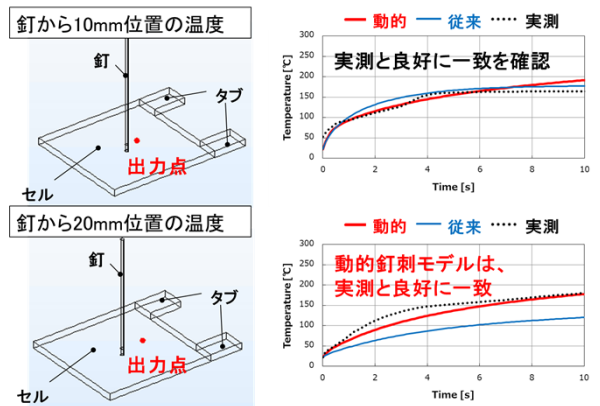 釘から10mm位置の温度
釘
タブ
出力点
セル
動的 従来 実測
実測と良好に一致を確認
Temperature [℃]
300
250
200
150
100
50
0
0 2 4 6 8 10
Time [s]
釘から20mm位置の温度
釘
タブ
出力点
セル
動的 従来 実測
動的釘刺モデルは、
実測と良好に一致
Temperature [℃]
300
250
200
150
100
50
0
0 2 4 6 8 10
Time [s]